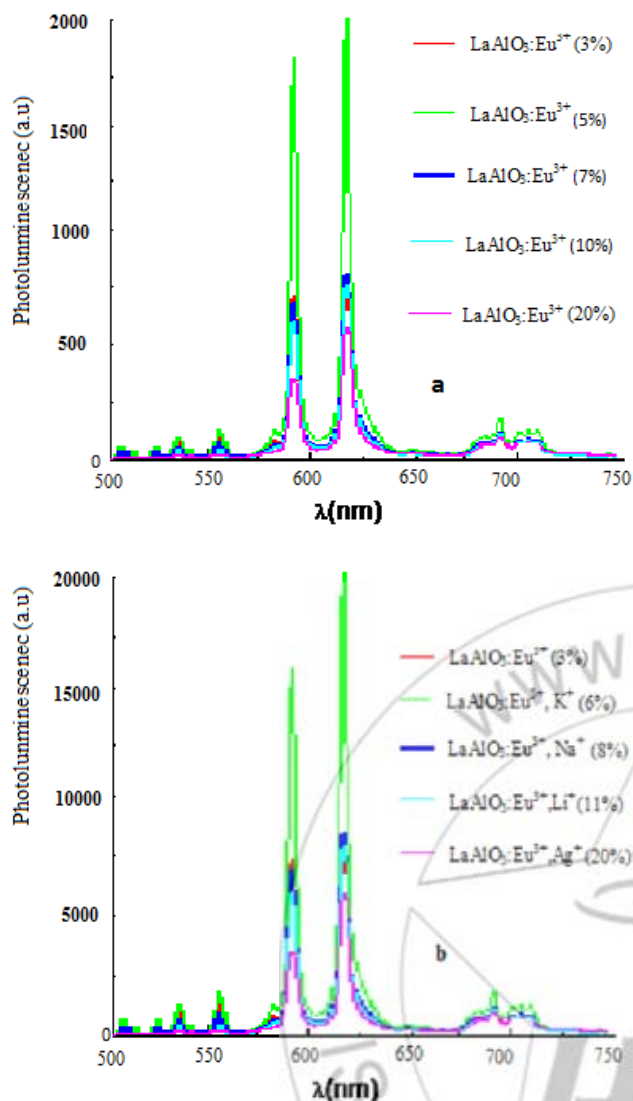 2000
LaAlO₃:Eu³⁺ (3%)
LaAlO₃:Eu³⁺ (5%)
1500
LaAlO₃:Eu³⁺ (7%)
1000
LaAlO₃:Eu³⁺ (10%)
LaAlO₃:Eu³⁺ (20%)
500
a
0
500 550 600 650 700 750
Photolunminescenec (a.u)
λ(nm)
20000
LaAlO₃:Eu³⁺ (3%)
LaAlO₃:Eu³⁺, K⁺ (6%)
15000
LaAlO₃:Eu³⁺, Na⁺ (8%)
10000
LaAlO₃:Eu³⁺,Li⁺ (11%)
LaAlO₃:Eu³⁺,Ag⁺ (20%)
5000
b
0
500 550 600 650 700 750
Photolunminescenec (a.u)
λ(nm)
www